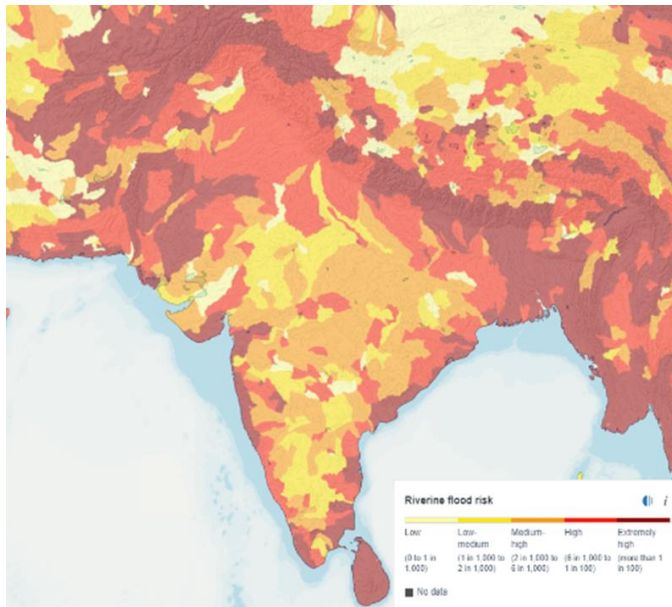 Riverine flood risk
Low
Low-medium
Medium-high
High
Extremely high
(0 to 1 in 1,000)
(1 in 1,000 to 2 in 1,000)
(2 in 1,000 to 6 in 1,000)
(6 in 1,000 to 1 in 100)
(more than 1 in 100)
No data